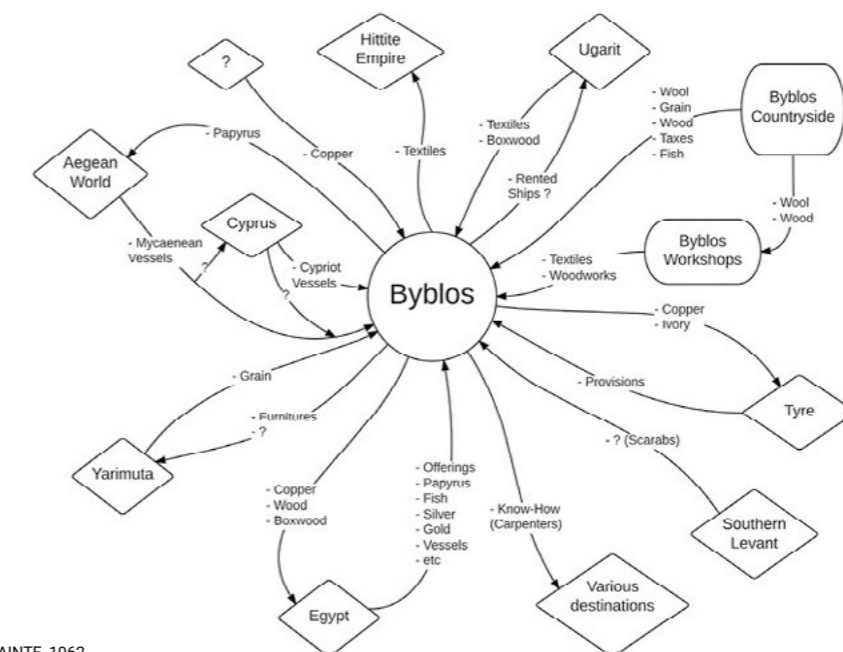 ?
Hittite
Empire
Ugarit
Byblos
Countryside
- Wool
- Grain
- Wood
- Taxes
- Fish
- Papyrus
- Copper
- Textiles
- Textiles
- Boxwood
- Rented
Ships ?
Aegean
World
- Wool
- Wood
Cyprus
- Mycaenean
Vessels
?
- Cypriot
Vessels
?
Byblos
Byblos
Workshops
- Textiles
- Woodworks
- Copper
- Ivory
- Grain
- Provisions
Tyre
- Furnitures
- ?
- ? (Scarabs)
Yarimuta
- Copper
- Wood
- Boxwood
- Offerings
- Papyrus
- Fish
- Silver
- Gold
- Vessels
- etc
- Know-How
(Carpenters)
Southern
Levant
Egypt
Various
destinations
AINTE, 1962